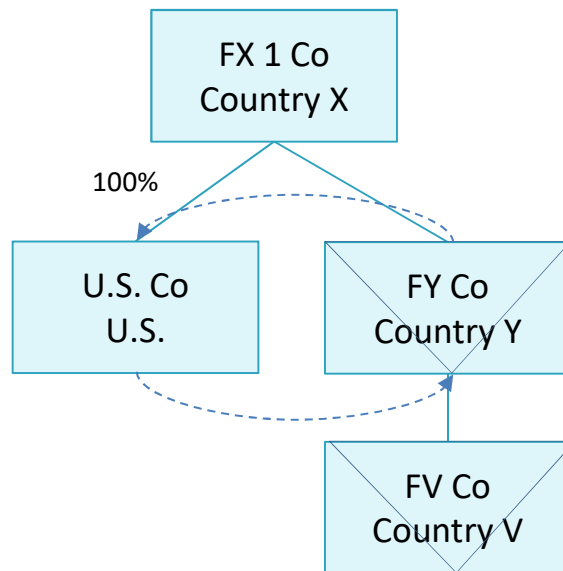 FX 1 Co
Country X
100%
U.S. Co
U.S.
FY Co
Country Y
FV Co
Country V